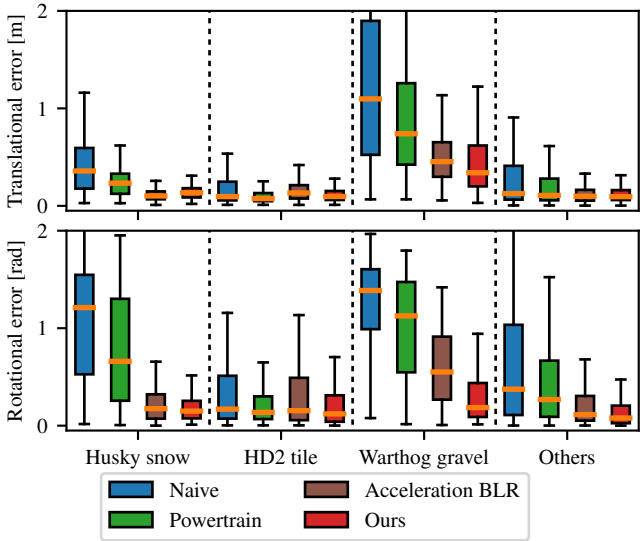 Translational error [m]
2
1
0
Rotational error [rad]
2
1
0
Husky snow HD2 tile Warthog gravel Others
Naive Acceleration BLR
Powertrain Ours